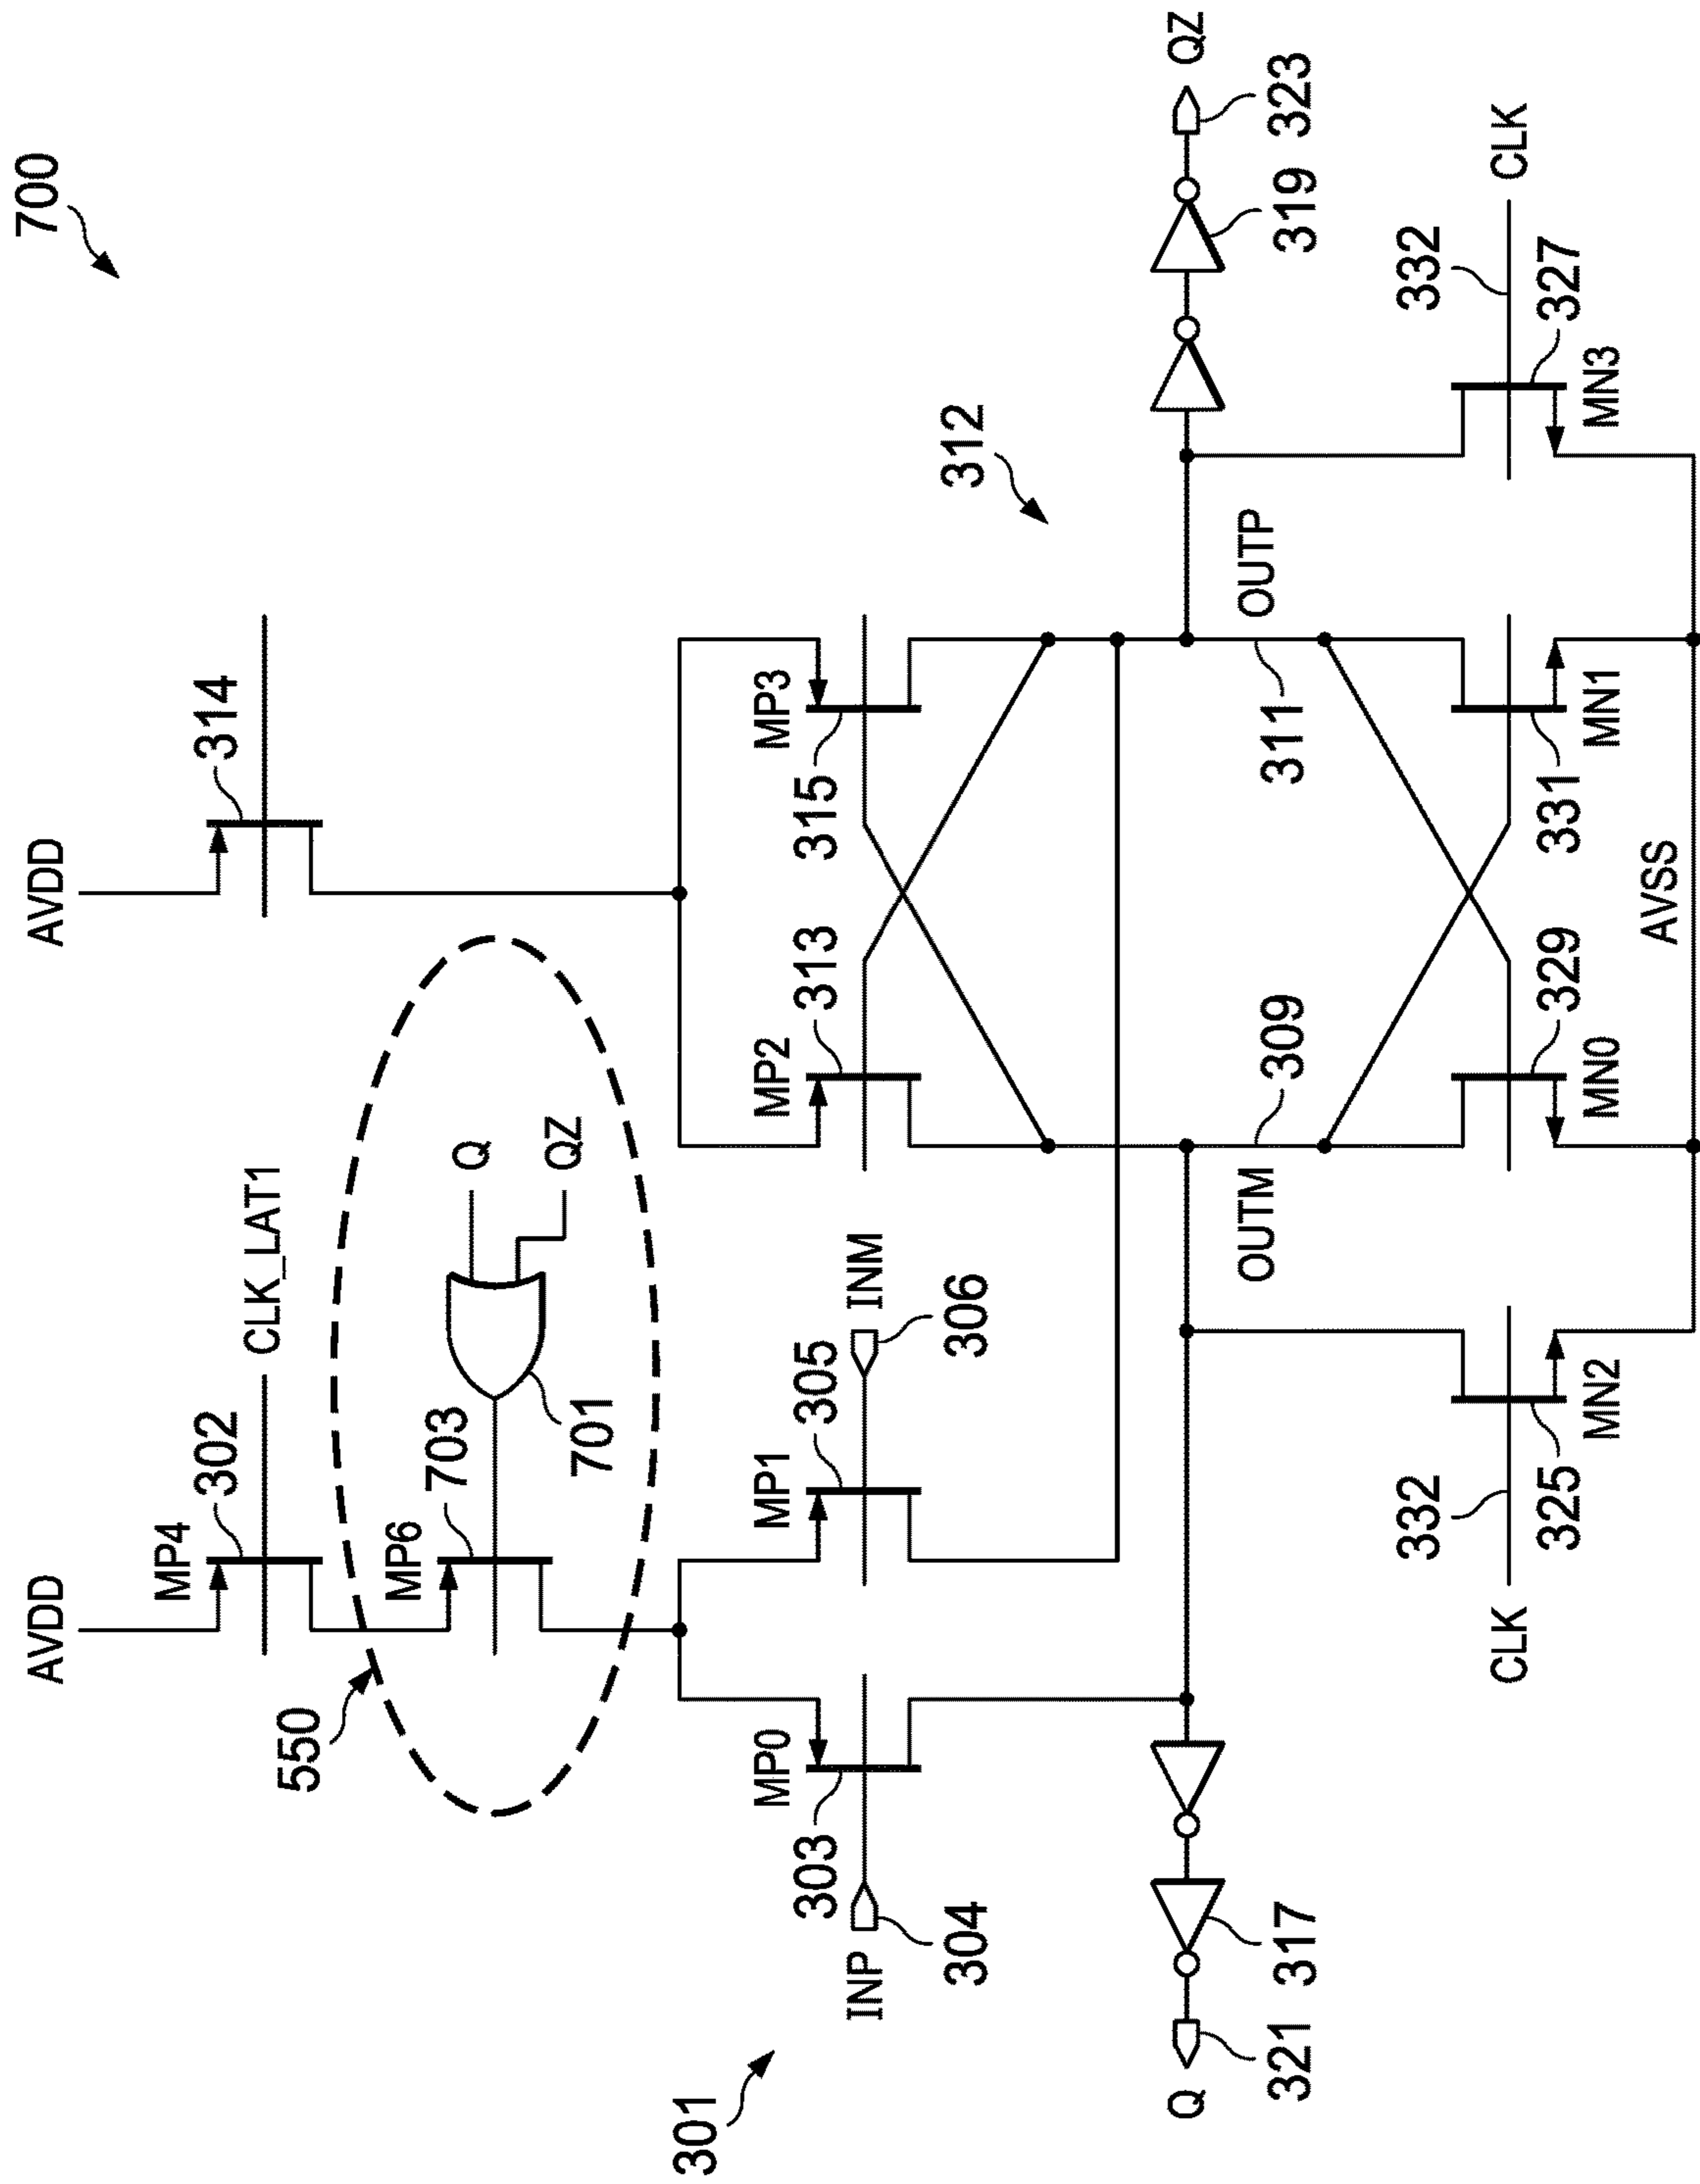 700
AVDD
AVDD
MP4
302
CLK_LAT1
314
550
MP6
703
Q
QZ
701
MP0
303
INP
304
MP1
305
INM
306
MP2
313
MP3
315
312
301
Q
321
317
OUTM
309
OUTP
311
319
323
QZ
CLK
332
325
MN2
MN0
329
331
MN1
AVSS
MN3
327
332
CLK